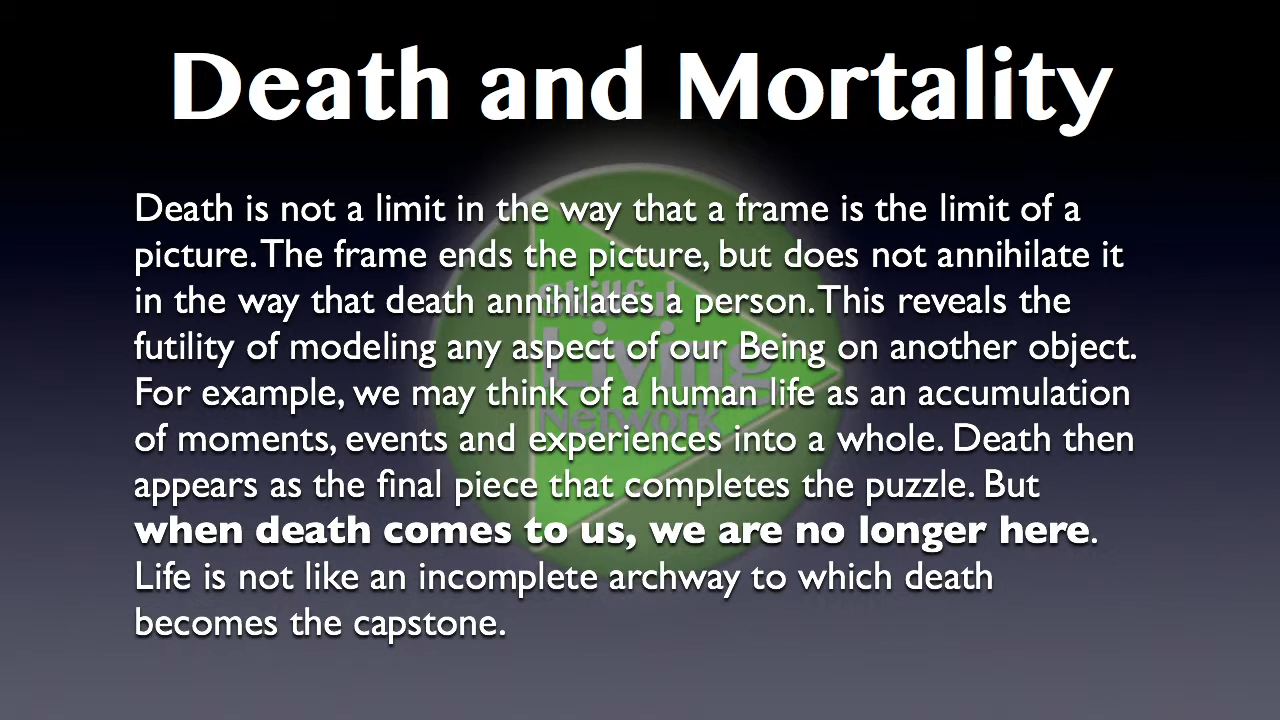 Death and Mortality
Death is not a limit in the way that a frame is the limit of a
picture. The frame ends the picture, but does not annihilate it
in the way that death annihilates a person. This reveals the
futility of modeling any aspect of our Being on another object.
For example, we may think of a human life as an accumulation
of moments, events and experiences into a whole. Death then
appears as the final piece that completes the puzzle. But
when death comes to us, we are no longer here.
Life is not like an incomplete archway to which death
becomes the capstone.
Skillful
Living
Network